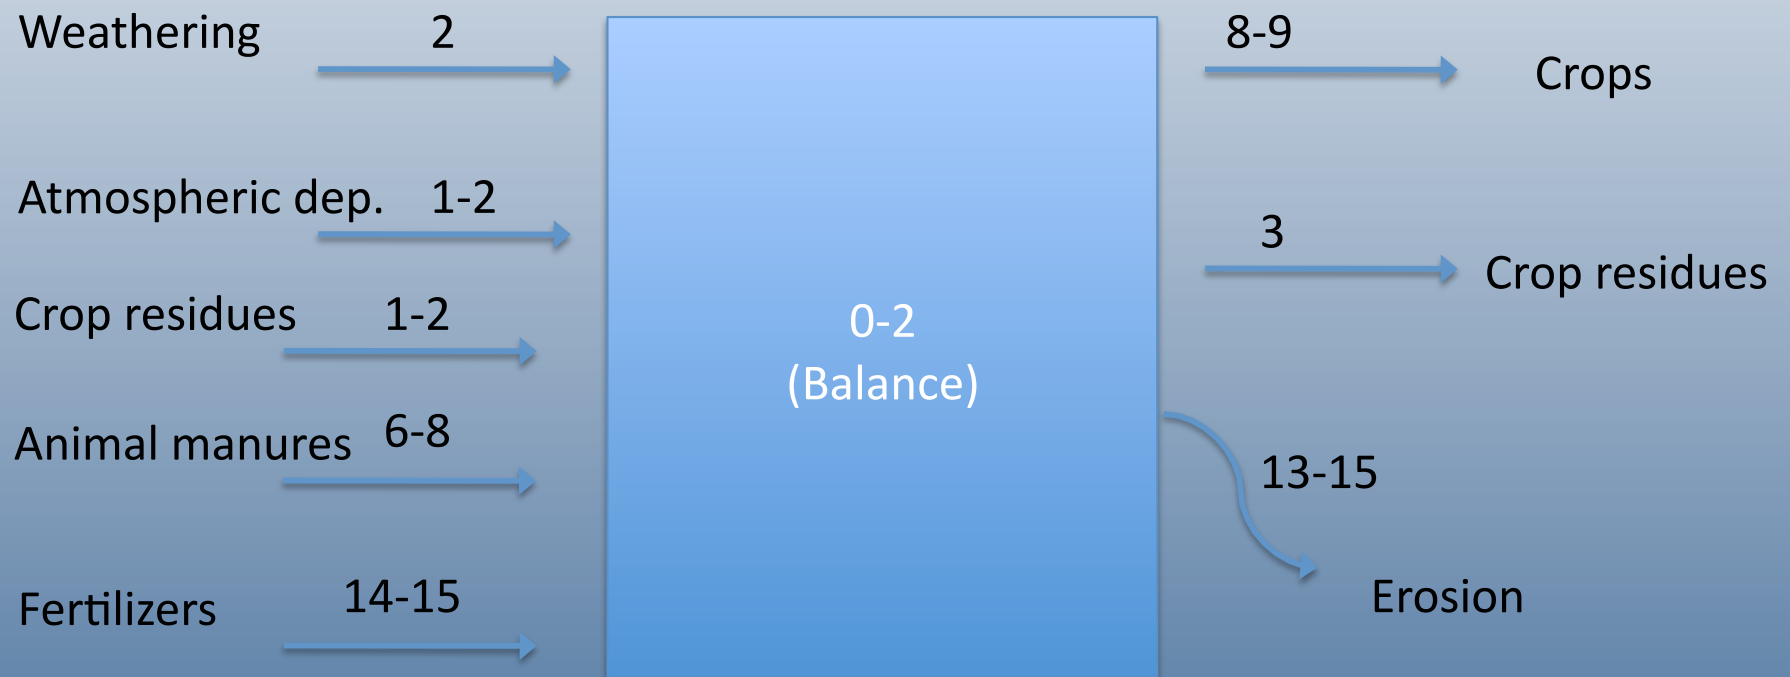 Weathering 2
Atmospheric dep. 1-2
Crop residues 1-2
Animal manures 6-8
Fertilizers 14-15
0-2
(Balance)
8-9
Crops
3
Crop residues
13-15
Erosion